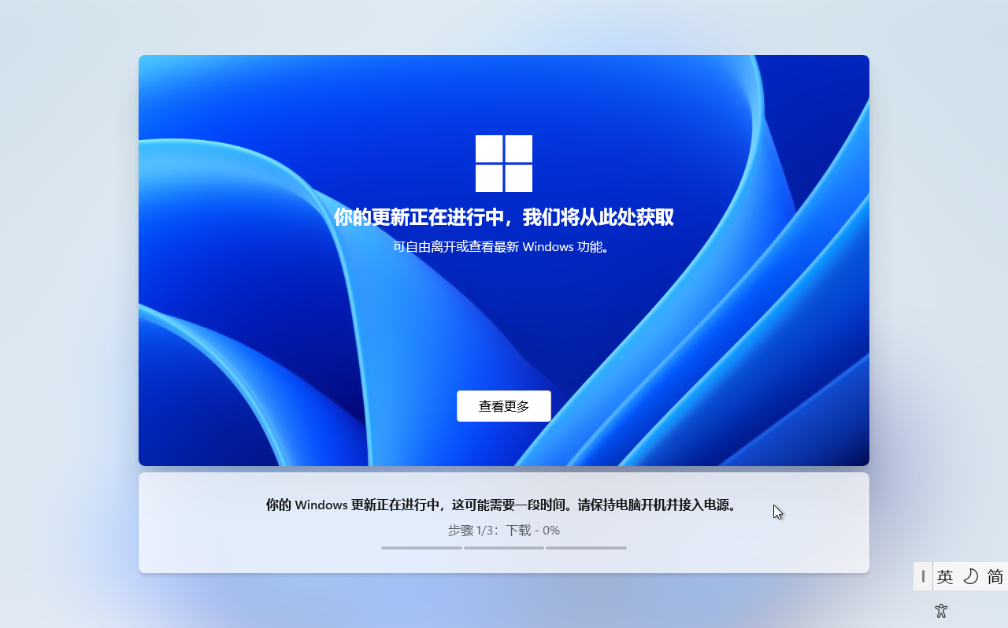 你的更新正在进行中，我们将从此处获取
可自由离开或查看最新 Windows 功能。
查看更多
你的 Windows 更新正在进行中，这可能需要一段时间。请保持电脑开机并接入电源。
步骤 1/3：下载 - 0%
英 简